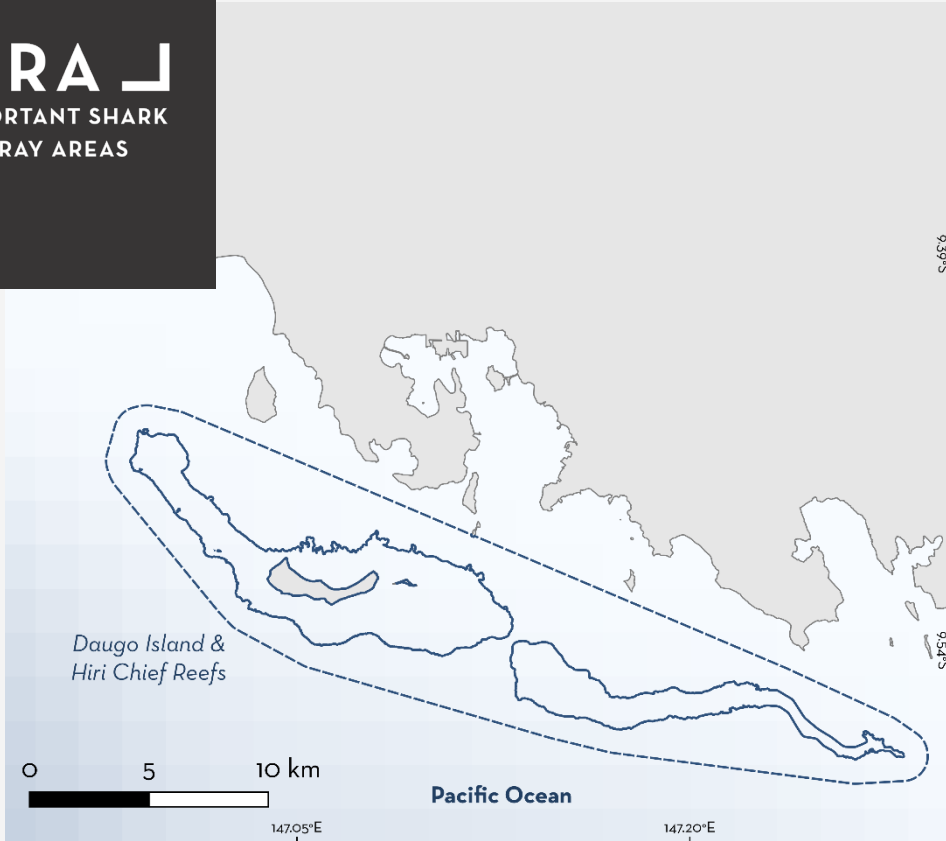 RA
ORTANT SHARK
RAY AREAS
9.39°S
Daugo Island &
Hiri Chief Reefs
9.54°S
0 5 10 km
Pacific Ocean
147.05°E 147.20°E